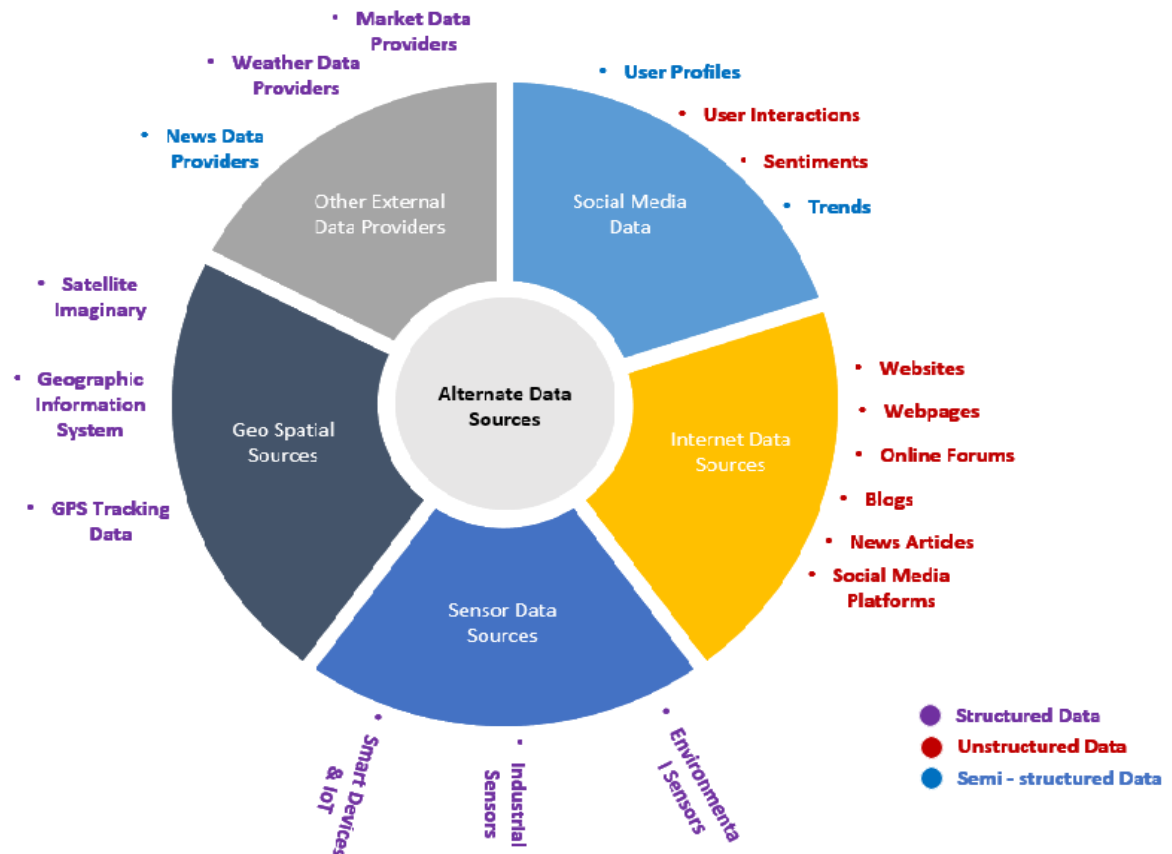 • Market Data
Providers
• Weather Data
Providers
• News Data
Providers
• User Profiles
• User Interactions
• Sentiments
• Trends
Other External
Data Providers
Social Media
Data
• Satellite
Imaginary
• Geographic
Information
System
• GPS Tracking
Data
Geo Spatial
Sources
Alternate Data
Sources
Internet Data
Sources
• Websites
• Webpages
• Online Forums
• Blogs
• News Articles
• Social Media
Platforms
Sensor Data
Sources
• Smart Devices
& IoT
• Industrial
Sensors
• Environmenta
l Sensors
Structured Data
Unstructured Data
Semi - structured Data